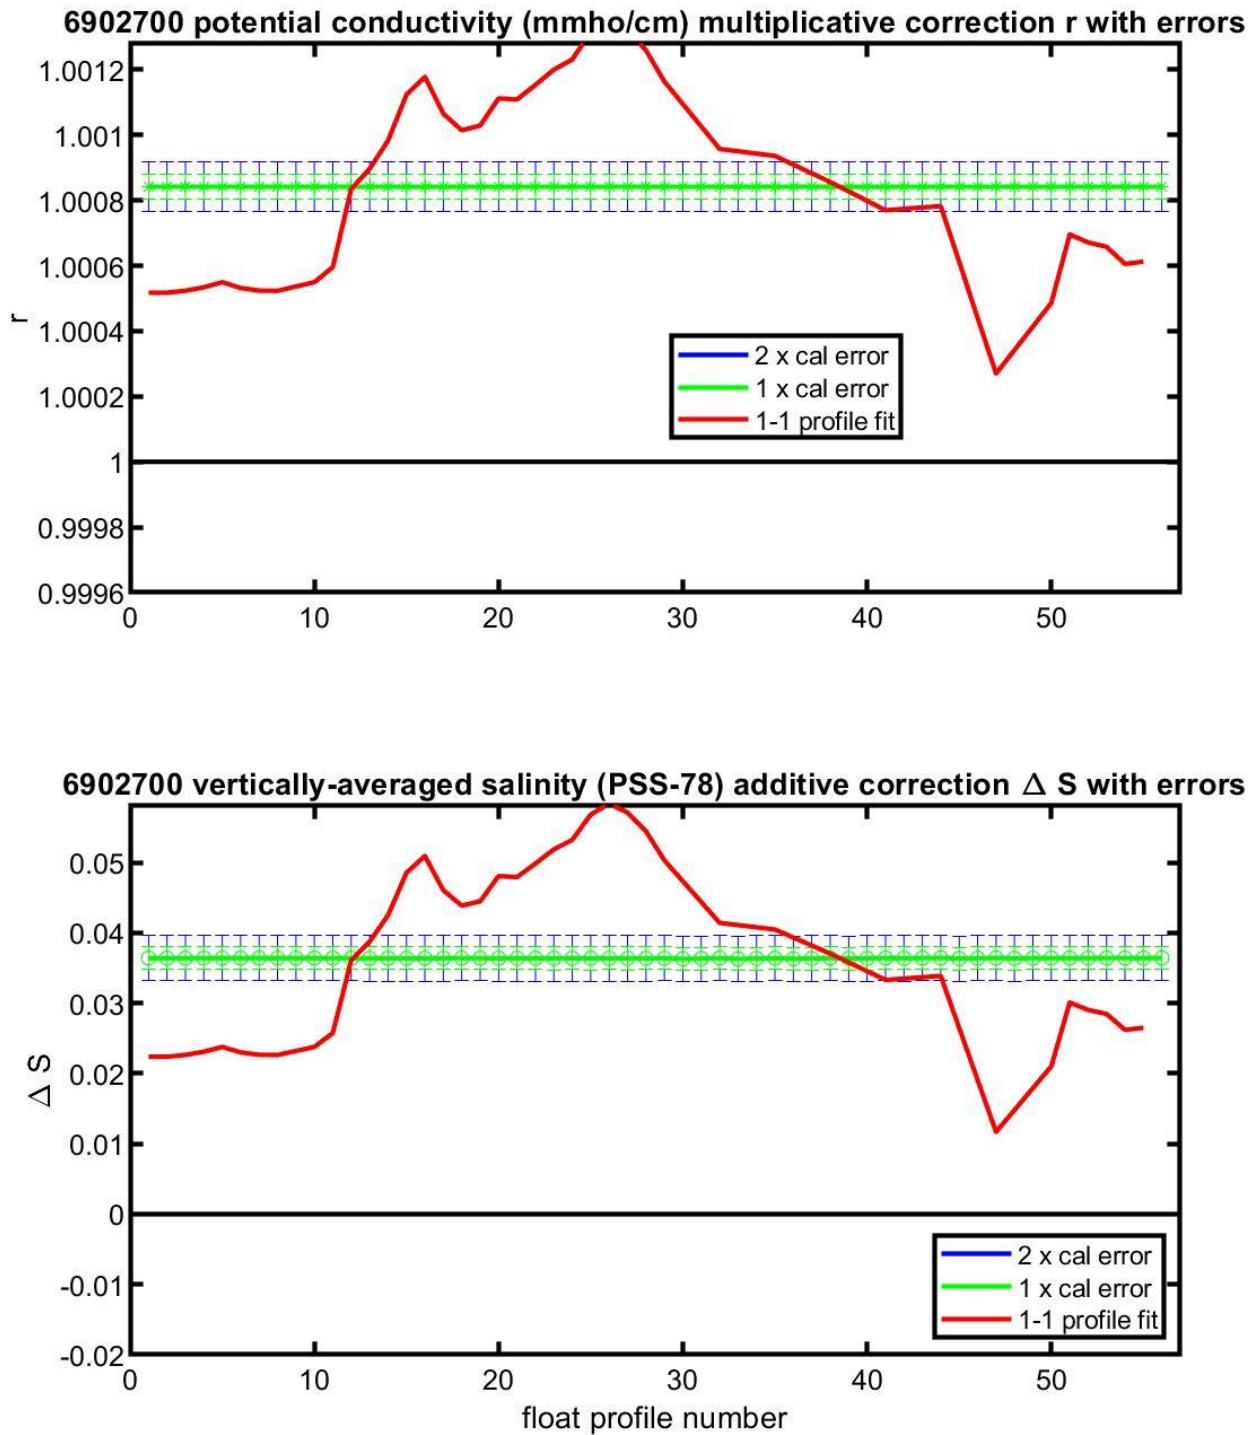 6902700 potential conductivity (mmho/cm) multiplicative correction r with errors
1.0012
1.001
1.0008
1.0006
1.0004
1.0002
1
0.9998
0.9996
r
2 x cal error
1 x cal error
1-1 profile fit
0 10 20 30 40 50
6902700 vertically-averaged salinity (PSS-78) additive correction Δ S with errors
0.05
0.04
0.03
0.02
0.01
0
-0.01
-0.02
Δ S
2 x cal error
1 x cal error
1-1 profile fit
0 10 20 30 40 50
float profile number